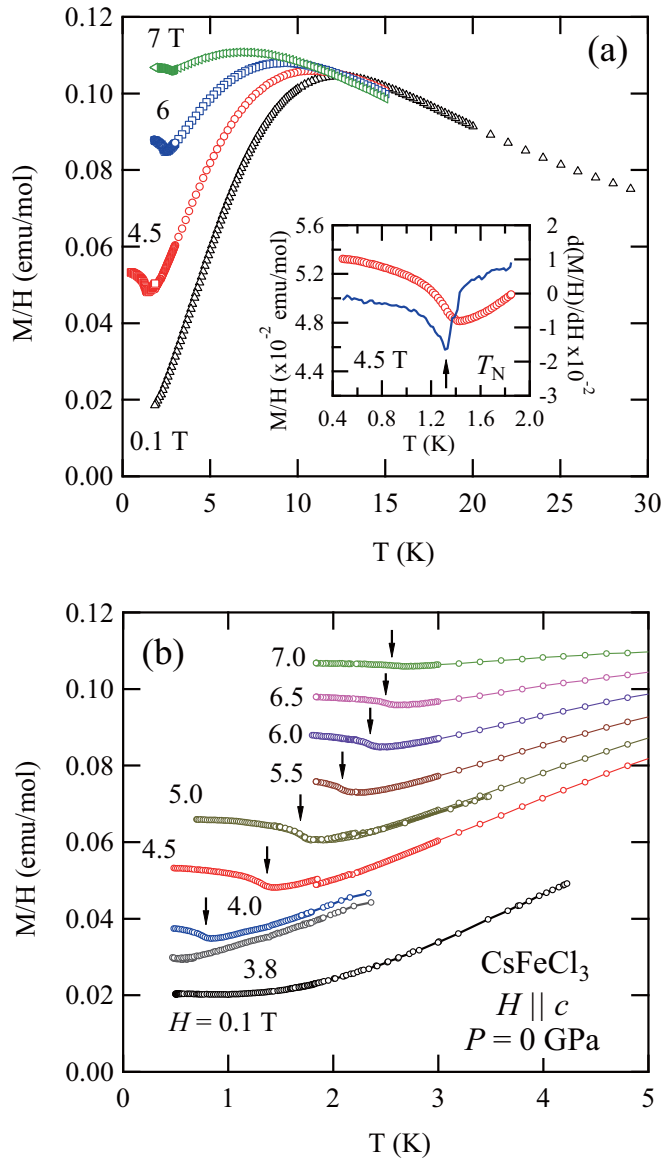 0.12
0.10
0.08
0.06
0.04
0.02
0.00
M/H (emu/mol)
7 T
6
4.5
0.1 T
(a)
5.6
5.2
4.8
4.4
M/H (x10-2 emu/mol)
2
1
0
-1
-2
-3
d(M/H)/dH x10-2
4.5 T
TN
0.4 0.8 1.2 1.6 2.0
T (K)
0 5 10 15 20 25 30
T (K)
0.12
0.10
0.08
0.06
0.04
0.02
0.00
M/H (emu/mol)
(b)
7.0
6.5
6.0
5.5
5.0
4.5
4.0
3.8
H = 0.1 T
CsFeCl3
H || c
P = 0 GPa
0 1 2 3 4 5
T (K)